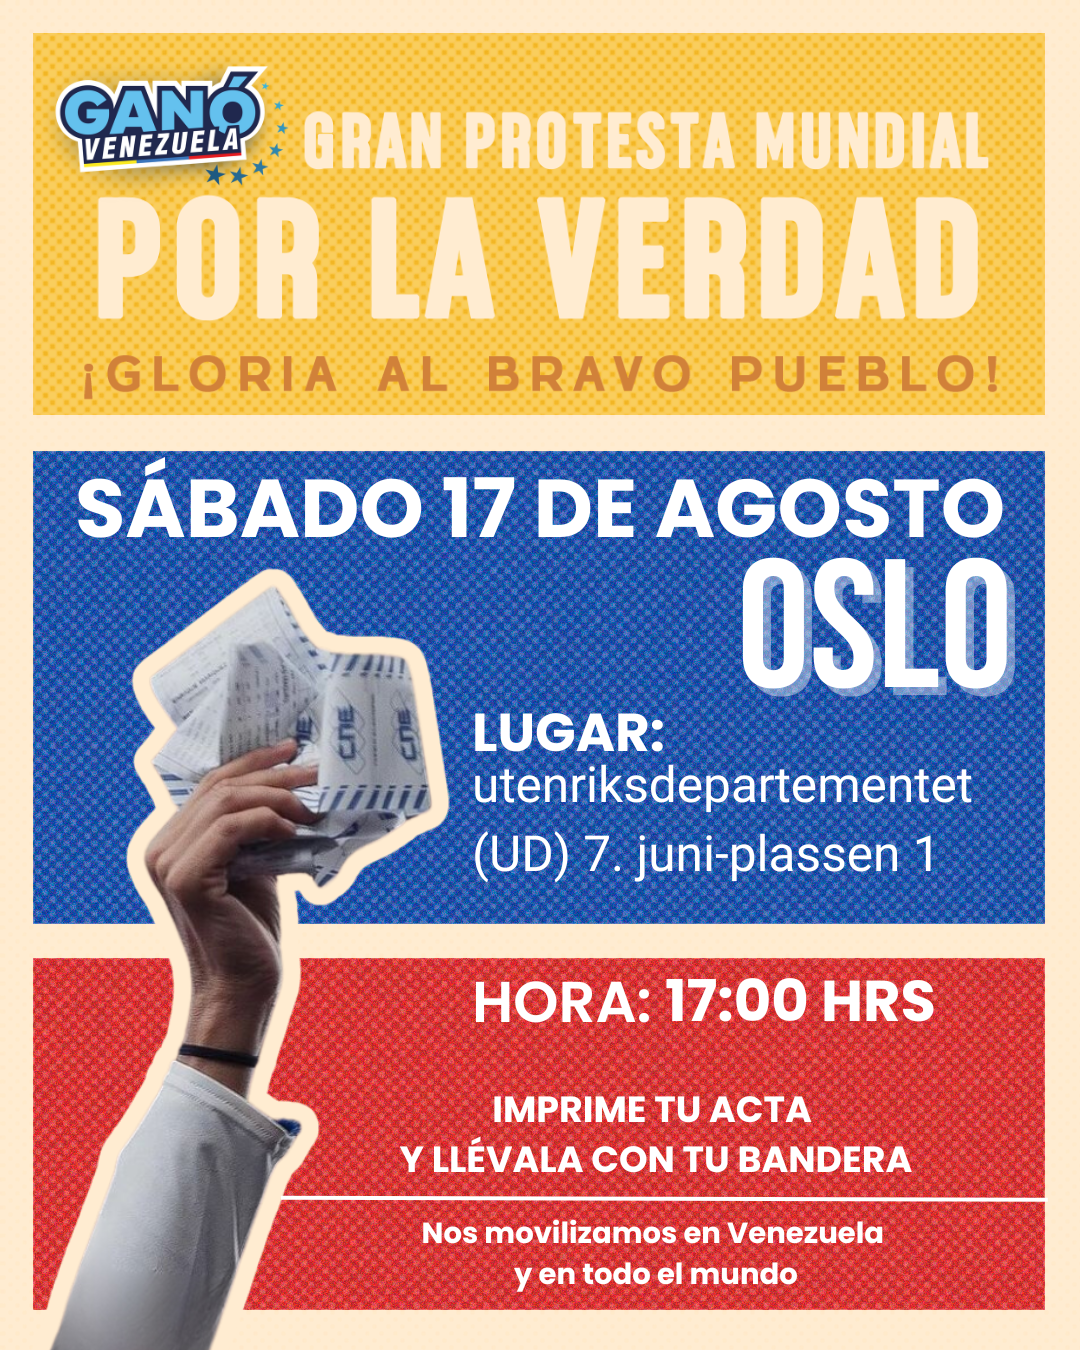 GANÓ
VENEZUELA
GRAN PROTESTA MUNDIAL
POR LA VERDAD
¡GLORIA AL BRAVO PUEBLO!
SÁBADO 17 DE AGOSTO
OSLO
CNE
CNE
LUGAR:
utenriksdepartementet
(UD) 7. juni-plassen 1
HORA: 17:00 HRS
IMPRIME TU ACTA
Y LLÉVALA CON TU BANDERA
Nos movilizamos en Venezuela
y en todo el mundo